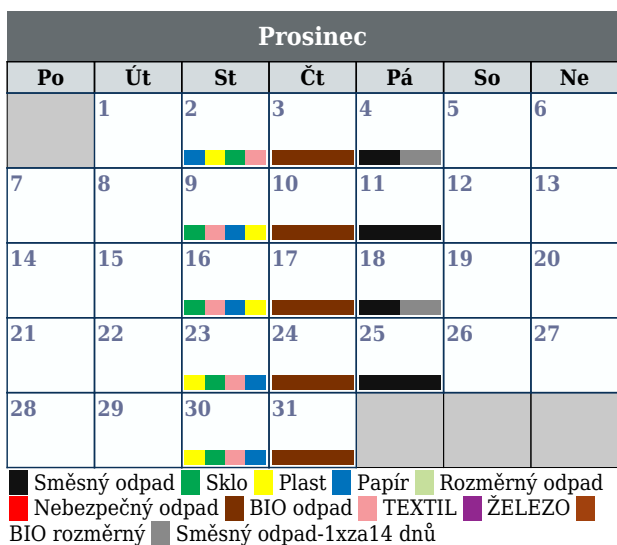 Prosinec
Po Út St Čt Pá So Ne
1 2 3 4 5 6
7 8 9 10 11 12 13
14 15 16 17 18 19 20
21 22 23 24 25 26 27
28 29 30 31
Směsný odpad Sklo Plast Papír Rozměrný odpad
Nebezpečný odpad BIO odpad TEXTIL ŽELEZO
BIO rozměrný Směsný odpad-1xza14 dnů